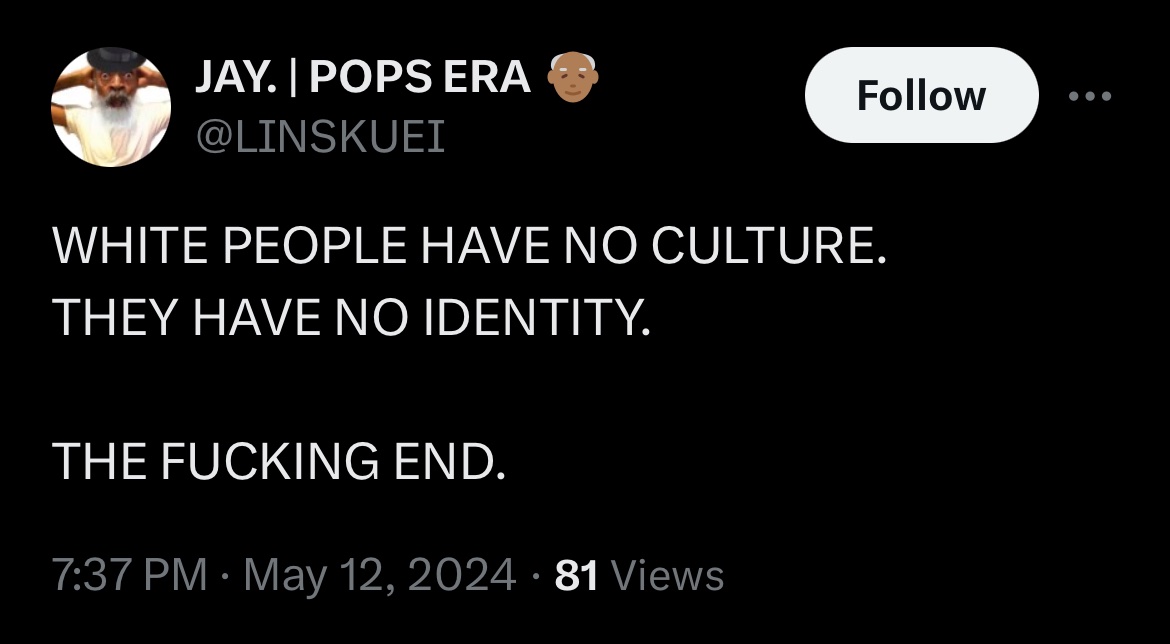 JAY. | POPS ERA 👴🏽
@LINSKUEI
Follow
WHITE PEOPLE HAVE NO CULTURE.
THEY HAVE NO IDENTITY.
THE FUCKING END.
7:37 PM · May 12, 2024 · 81 Views